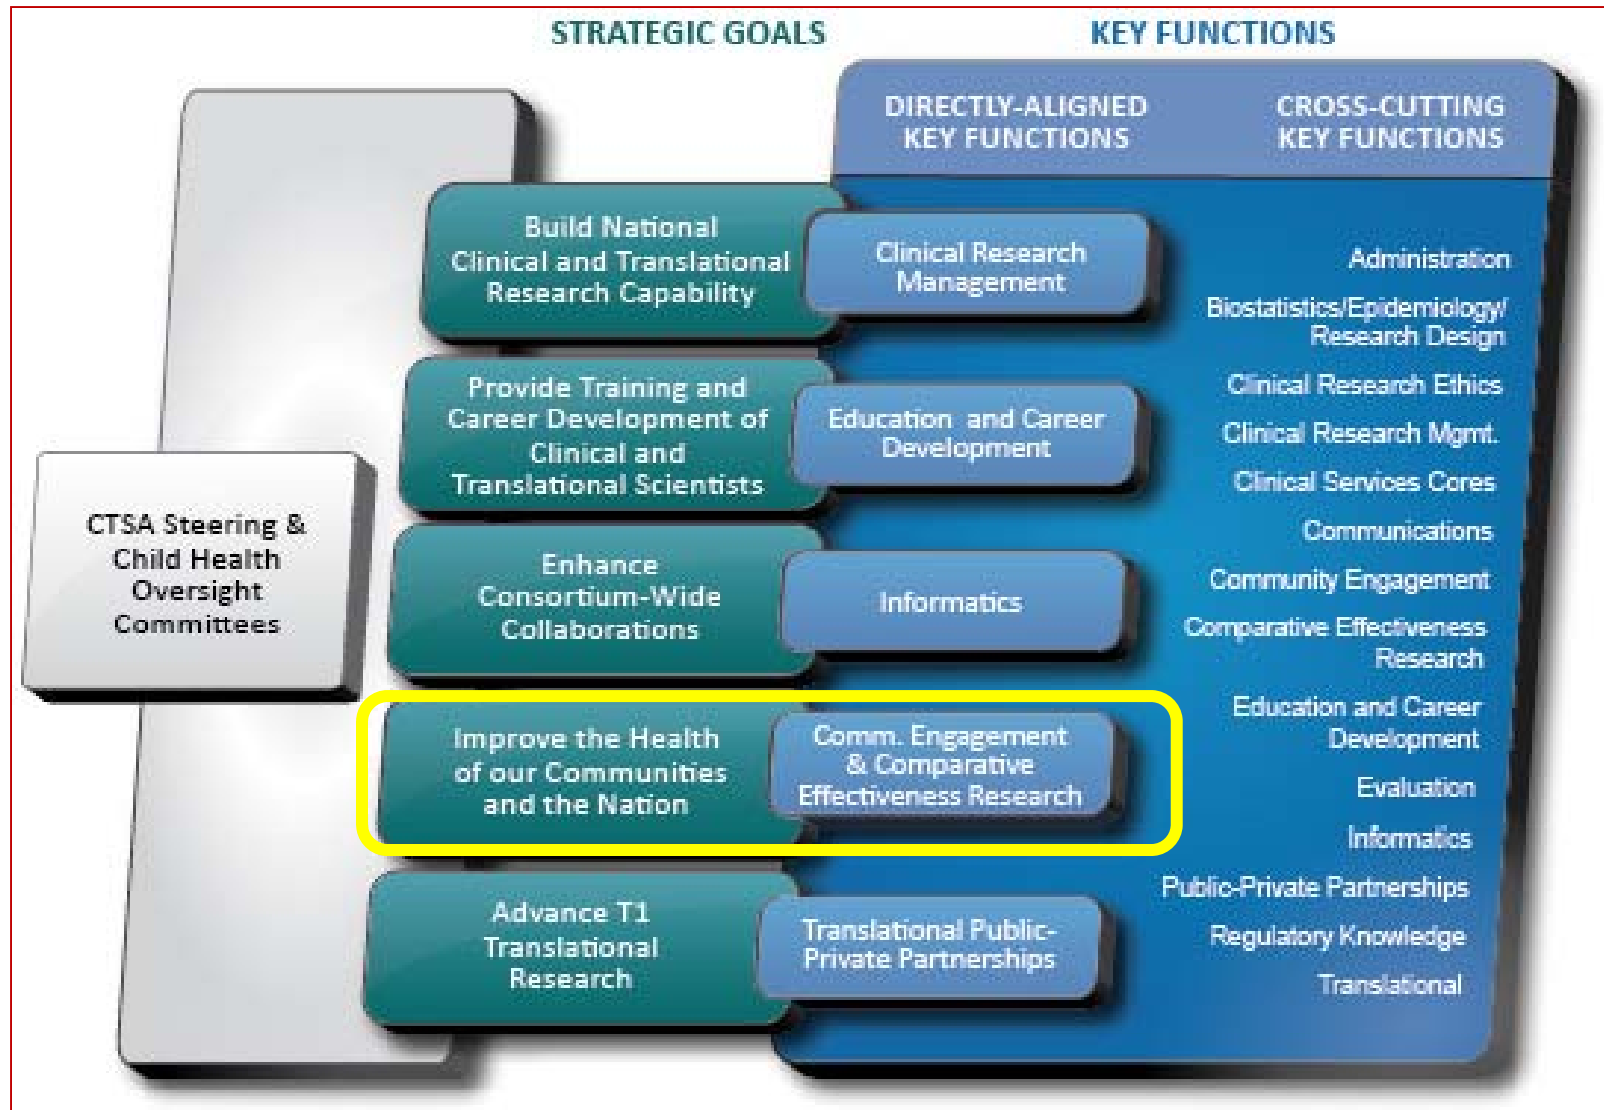 STRATEGIC GOALS
KEY FUNCTIONS
DIRECTLY-ALIGNED
KEY FUNCTIONS
CROSS-CUTTING
KEY FUNCTIONS
CTSA Steering &
Child Health
Oversight
Committees
Build National
Clinical and Translational
Research Capability
Clinical Research
Management
Provide Training and
Career Development of
Clinical and
Translational Scientists
Education and Career
Development
Enhance
Consortium-Wide
Collaborations
Informatics
Improve the Health
of our Communities
and the Nation
Comm. Engagement
& Comparative
Effectiveness Research
Advance T1
Translational
Research
Translational Public-
Private Partnerships
Administration
Biostatistics/Epidemiology/
Research Design
Clinical Research Ethics
Clinical Research Mgmt.
Clinical Services Cores
Communications
Community Engagement
Comparative Effectiveness
Research
Education and Career
Development
Evaluation
Informatics
Public-Private Partnerships
Regulatory Knowledge
Translational